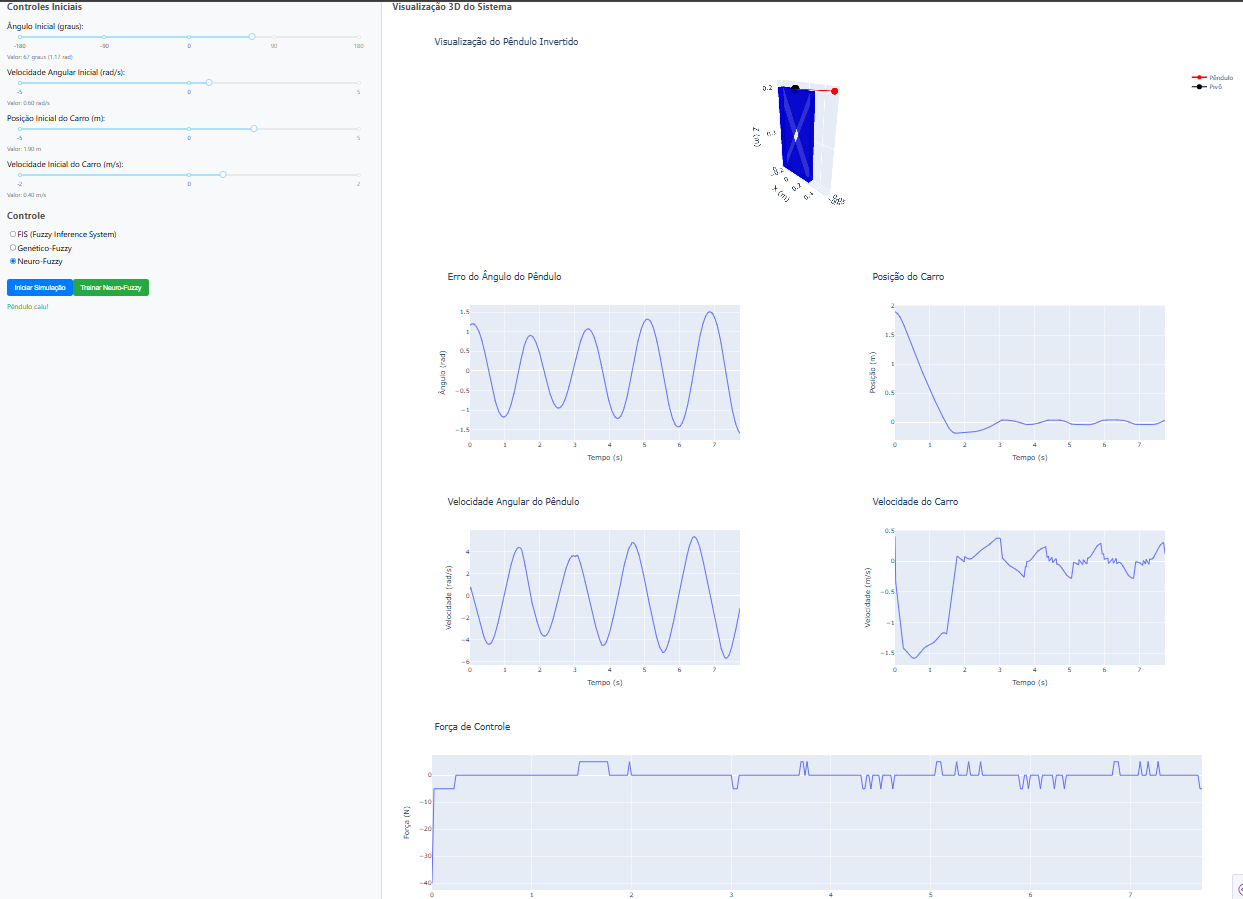 Controles Iniciais
Ângulo Inicial (graus):
-180 -90 0 90 180
Valor: 67 graus (1.17 rad)
Velocidade Angular Inicial (rad/s):
-5 0 5
Valor: 0.60 rad/s
Posição Inicial do Carro (m):
-5 0 5
Valor: 1.90 m
Velocidade Inicial do Carro (m/s):
-2 0 2
Valor: 0.40 m/s
Controle
FIS (Fuzzy Inference System)
Genético-Fuzzy
Neuro-Fuzzy
Iniciar Simulação Treinar Neuro-Fuzzy
Pêndulo caiu!
Visualização 3D do Sistema
Visualização do Pêndulo Invertido
Pêndulo
Pivô
0.2
Z (m)
0.1
−0.2
0
0.2
0.4
X (m)
Erro do Ângulo do Pêndulo
1.5
1
0.5
0
−0.5
−1
−1.5
Ângulo (rad)
0 1 2 3 4 5 6 7
Tempo (s)
Posição do Carro
2
1.5
1
0.5
0
Posição (m)
0 1 2 3 4 5 6 7
Tempo (s)
Velocidade Angular do Pêndulo
4
2
0
−2
−4
−6
Velocidade (rad/s)
0 1 2 3 4 5 6 7
Tempo (s)
Velocidade do Carro
0.5
0
−0.5
−1
−1.5
Velocidade (m/s)
0 1 2 3 4 5 6 7
Tempo (s)
Força de Controle
0
−10
−20
−30
−40
Força (N)
0 1 2 3 4 5 6 7